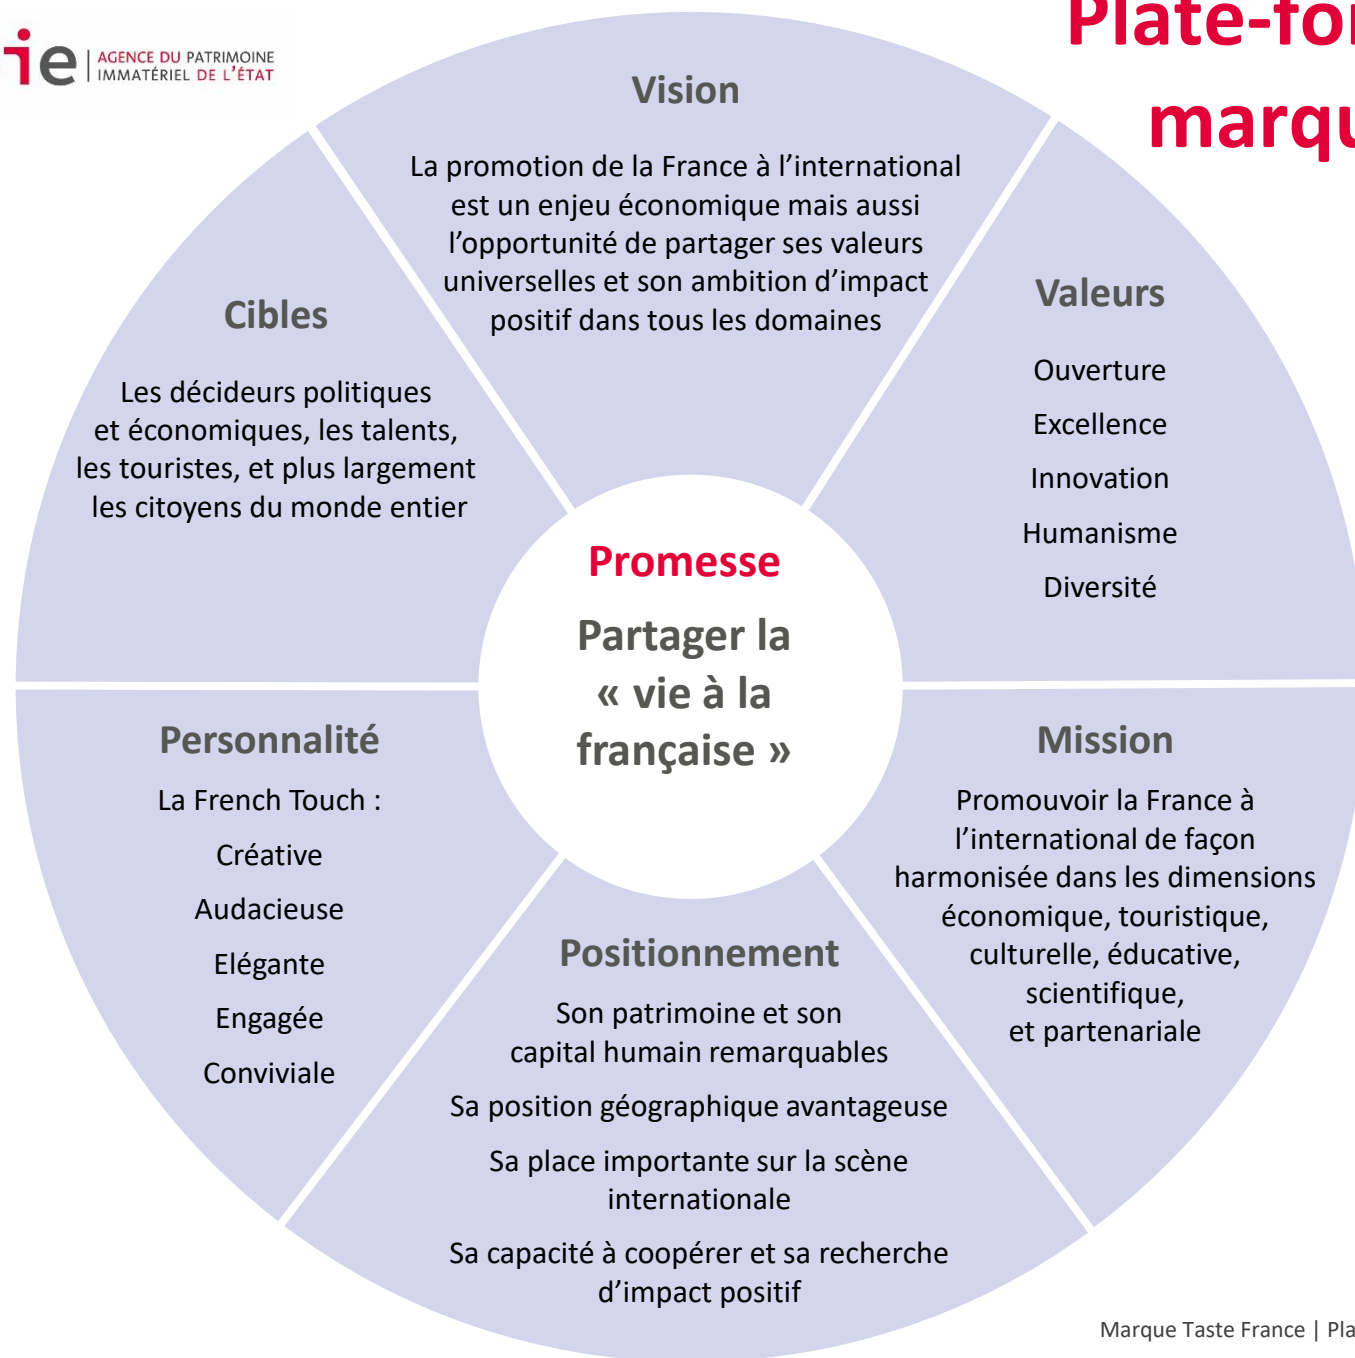 ie
AGENCE DU PATRIMOINE
IMMATÉRIEL DE L'ÉTAT
Plate-for
marqu
Vision
La promotion de la France à l'international
est un enjeu économique mais aussi
l'opportunité de partager ses valeurs
universelles et son ambition d'impact
positif dans tous les domaines
Cibles
Les décideurs politiques
et économiques, les talents,
les touristes, et plus largement
les citoyens du monde entier
Valeurs
Ouverture
Excellence
Innovation
Humanisme
Diversité
Promesse
Partager la
« vie à la
française »
Personnalité
La French Touch :
Créative
Audacieuse
Elégante
Engagée
Conviviale
Mission
Promouvoir la France à
l'international de façon
harmonisée dans les dimensions
économique, touristique,
culturelle, éducative,
scientifique,
et partenariale
Positionnement
Son patrimoine et son
capital humain remarquables
Sa position géographique avantageuse
Sa place importante sur la scène
internationale
Sa capacité à coopérer et sa recherche
d'impact positif
Marque Taste France | Pla